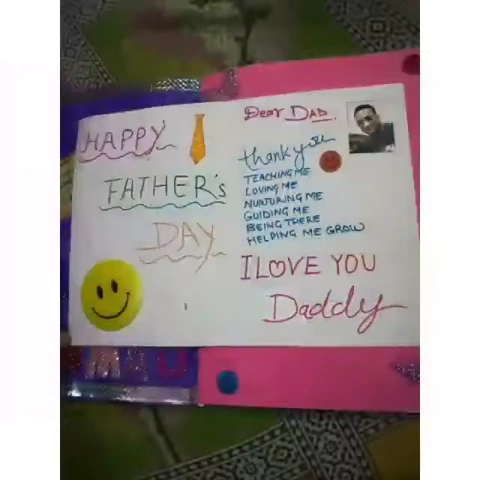 HAPPY
FATHER'S
DAY
Dear DAD.
thank you
TEACHING ME
LOVING ME
NURTURING ME
GUIDING ME
BEING THERE
HELPING ME GROW
I LOVE YOU
Daddy